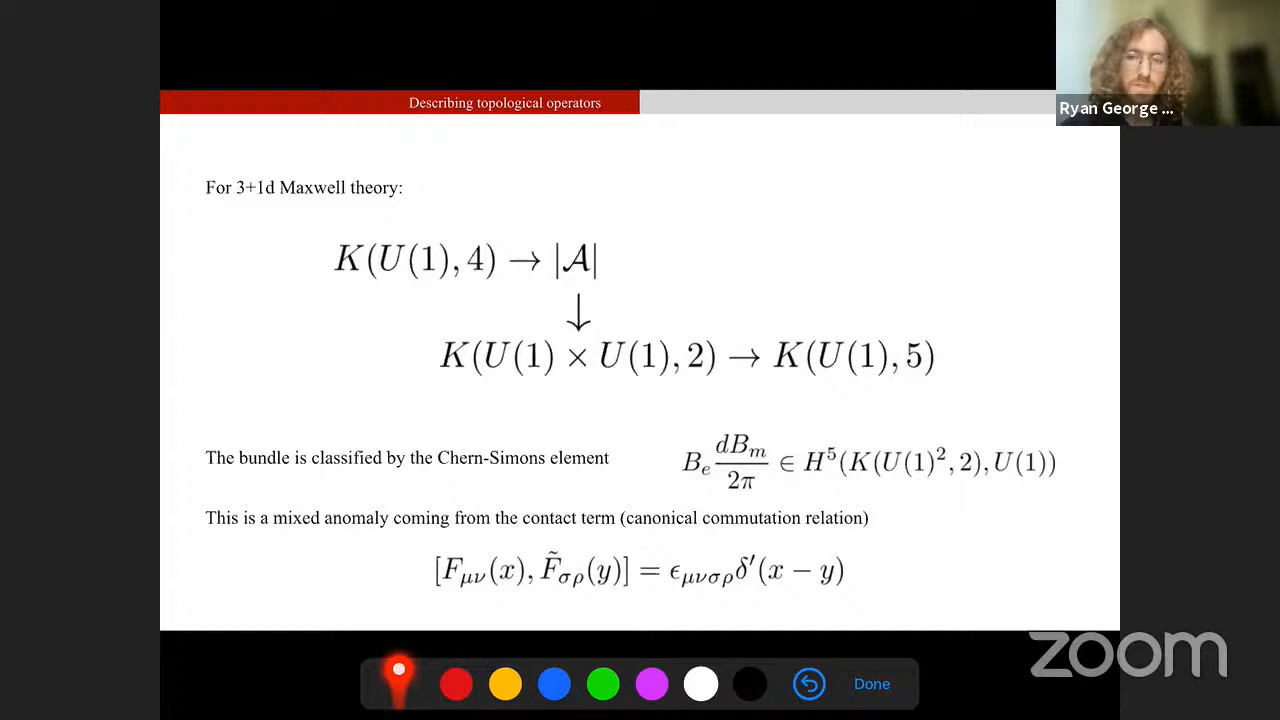 Describing topological operators
Ryan George ...
For 3+1d Maxwell theory:
K(U(1), 4) → |𝒜|
↓
K(U(1) × U(1), 2) → K(U(1), 5)
The bundle is classified by the Chern-Simons element
B_e dB_m/2π ∈ H⁵(K(U(1)², 2), U(1))
This is a mixed anomaly coming from the contact term (canonical commutation relation)
[F_μν(x), F̃_σρ(y)] = ϵ_μνσρ δ′(x − y)
zoom
Done